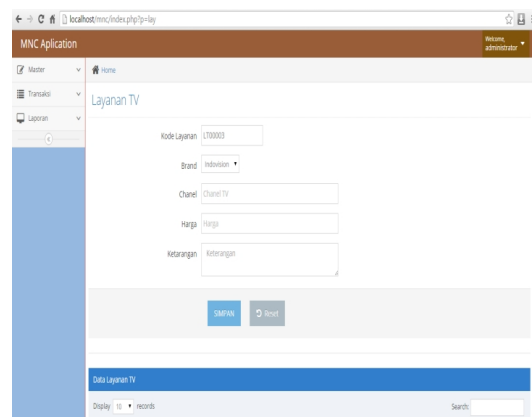 localhost/mnc/index.php?p=lay
MNC Aplication
Welcome,
administrator
Master
Home
Transaksi
Laporan
Layanan TV
Kode Layanan LT00003
Brand Indovision
Chanel Chanel TV
Harga Harga
Ketarangan Keterangan
SIMPAN Reset
Data Layanan TV
Display 10 records Search: